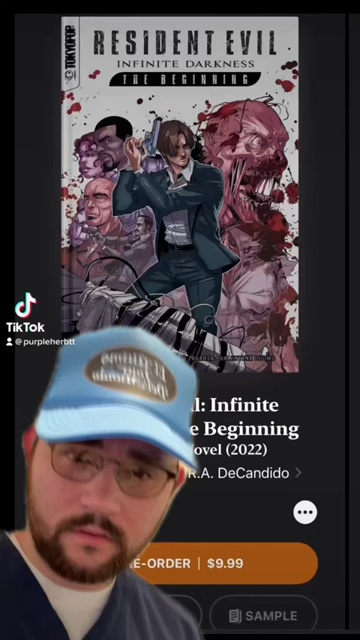 TOKYOPOP
RESIDENT EVIL
INFINITE DARKNESS
THE BEGINNING
TikTok
@purpleherbtt
l: Infinite
e Beginning
ovel (2022)
R.A. DeCandido >
E-ORDER | $9.99
SAMPLE